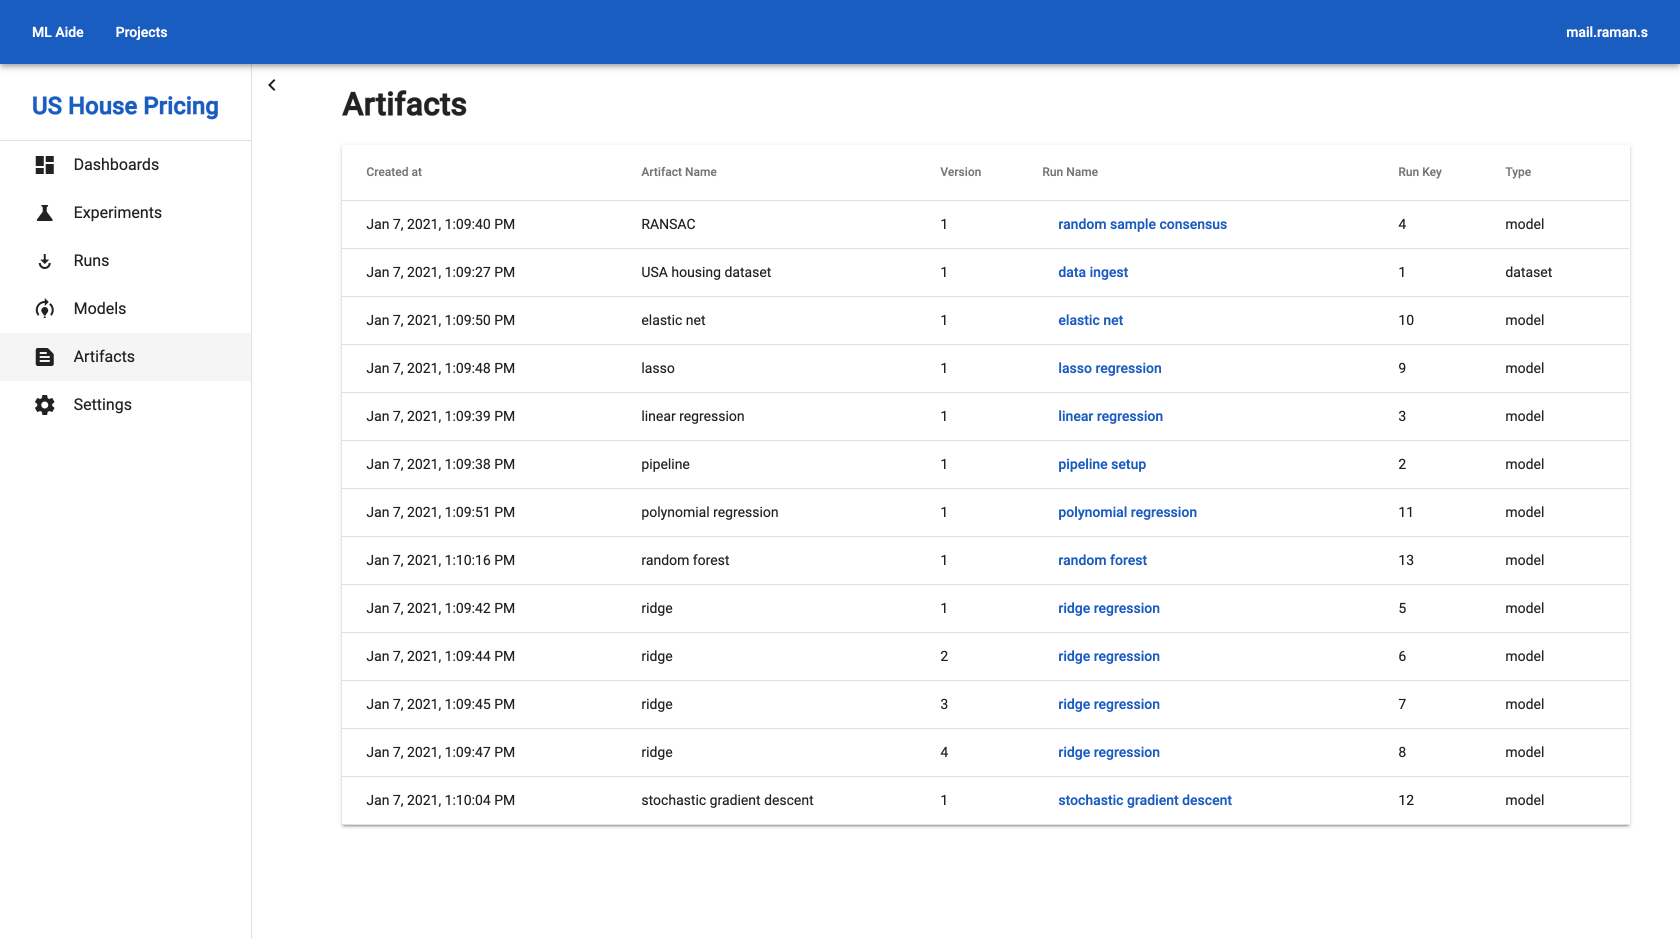 ML Aide Projects mail.raman.s
US House Pricing
Dashboards
Experiments
Runs
Models
Artifacts
Settings
Artifacts
Created at Artifact Name Version Run Name Run Key Type
Jan 7, 2021, 1:09:40 PM RANSAC 1 random sample consensus 4 model
Jan 7, 2021, 1:09:27 PM USA housing dataset 1 data ingest 1 dataset
Jan 7, 2021, 1:09:50 PM elastic net 1 elastic net 10 model
Jan 7, 2021, 1:09:48 PM lasso 1 lasso regression 9 model
Jan 7, 2021, 1:09:39 PM linear regression 1 linear regression 3 model
Jan 7, 2021, 1:09:38 PM pipeline 1 pipeline setup 2 model
Jan 7, 2021, 1:09:51 PM polynomial regression 1 polynomial regression 11 model
Jan 7, 2021, 1:10:16 PM random forest 1 random forest 13 model
Jan 7, 2021, 1:09:42 PM ridge 1 ridge regression 5 model
Jan 7, 2021, 1:09:44 PM ridge 2 ridge regression 6 model
Jan 7, 2021, 1:09:45 PM ridge 3 ridge regression 7 model
Jan 7, 2021, 1:09:47 PM ridge 4 ridge regression 8 model
Jan 7, 2021, 1:10:04 PM stochastic gradient descent 1 stochastic gradient descent 12 model